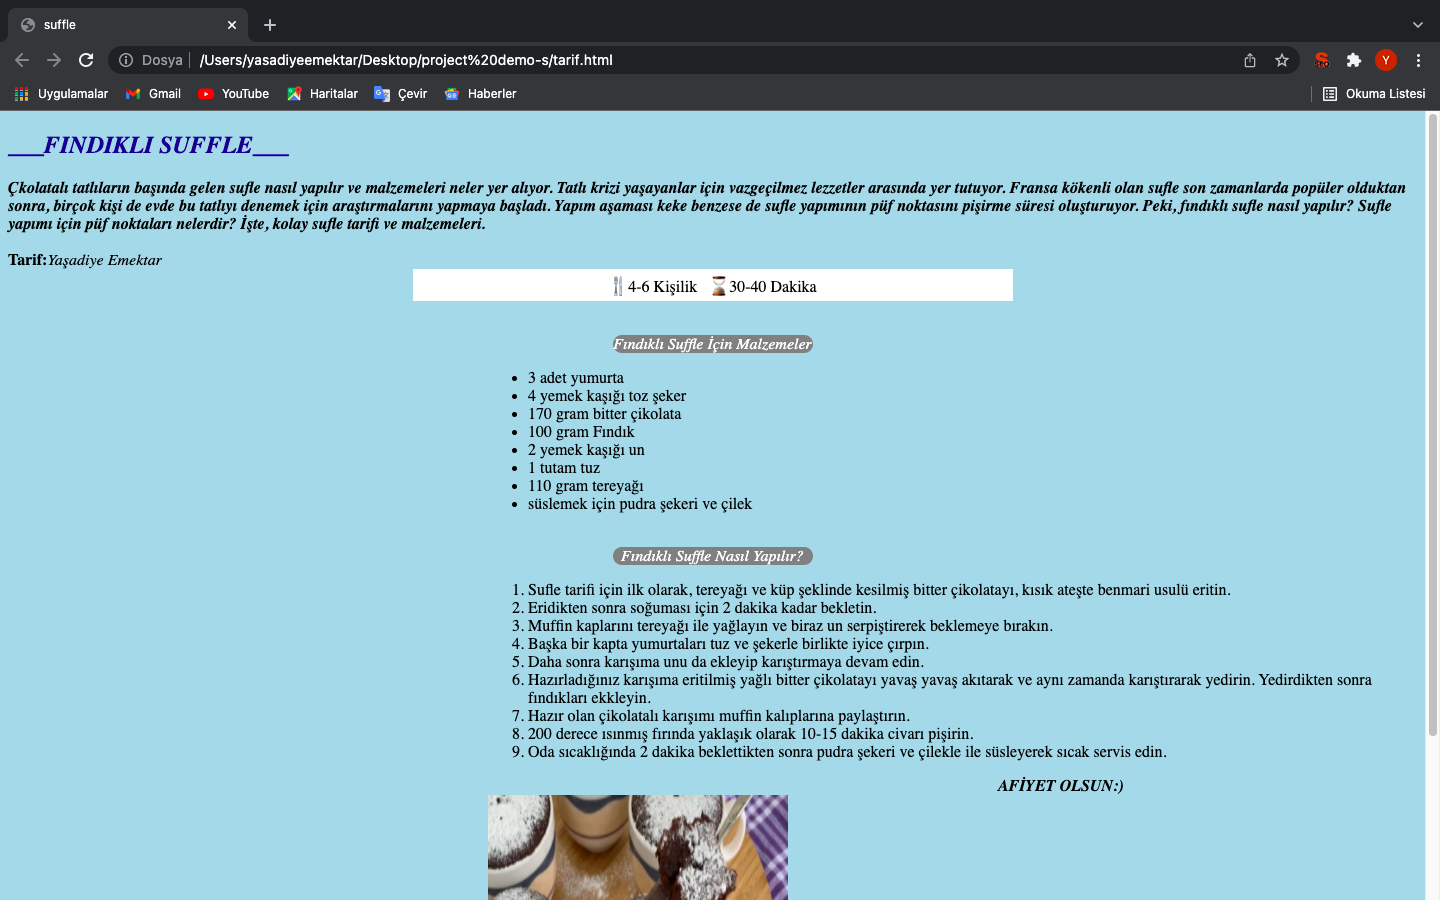 suffle
Dosya /Users/yasadiyeemektar/Desktop/project%20demo-s/tarif.html
SEO
Y
Uygulamalar Gmail YouTube Haritalar Çevir Haberler Okuma Listesi
___FINDIKLI SUFFLE___
Çkolatalı tatlıların başında gelen sufle nasıl yapılır ve malzemeleri neler yer alıyor. Tatlı krizi yaşayanlar için vazgeçilmez lezzetler arasında yer tutuyor. Fransa kökenli olan sufle son zamanlarda popüler olduktan
sonra, birçok kişi de evde bu tatlıyı denemek için araştırmalarını yapmaya başladı. Yapım aşaması keke benzese de sufle yapımının püf noktasını pişirme süresi oluşturuyor. Peki, fındıklı sufle nasıl yapılır? Sufle
yapımı için püf noktaları nelerdir? İşte, kolay sufle tarifi ve malzemeleri.
Tarif:Yaşadiye Emektar
4-6 Kişilik 30-40 Dakika
Fındıklı Suffle İçin Malzemeler
• 3 adet yumurta
• 4 yemek kaşığı toz şeker
• 170 gram bitter çikolata
• 100 gram Fındık
• 2 yemek kaşığı un
• 1 tutam tuz
• 110 gram tereyağı
• süslemek için pudra şekeri ve çilek
Fındıklı Suffle Nasıl Yapılır?
1. Sufle tarifi için ilk olarak, tereyağı ve küp şeklinde kesilmiş bitter çikolatayı, kısık ateşte benmari usulü eritin.
2. Eridikten sonra soğuması için 2 dakika kadar bekletin.
3. Muffin kaplarını tereyağı ile yağlayın ve biraz un serpiştirerek beklemeye bırakın.
4. Başka bir kapta yumurtaları tuz ve şekerle birlikte iyice çırpın.
5. Daha sonra karışıma unu da ekleyip karıştırmaya devam edin.
6. Hazırladığınız karışıma eritilmiş yağlı bitter çikolatayı yavaş yavaş akıtarak ve aynı zamanda karıştırarak yedirin. Yedirdikten sonra
fındıkları ekkleyin.
7. Hazır olan çikolatalı karışımı muffin kalıplarına paylaştırın.
8. 200 derece ısınmış fırında yaklaşık olarak 10-15 dakika civarı pişirin.
9. Oda sıcaklığında 2 dakika beklettikten sonra pudra şekeri ve çilekle ile süsleyerek sıcak servis edin.
AFİYET OLSUN:)